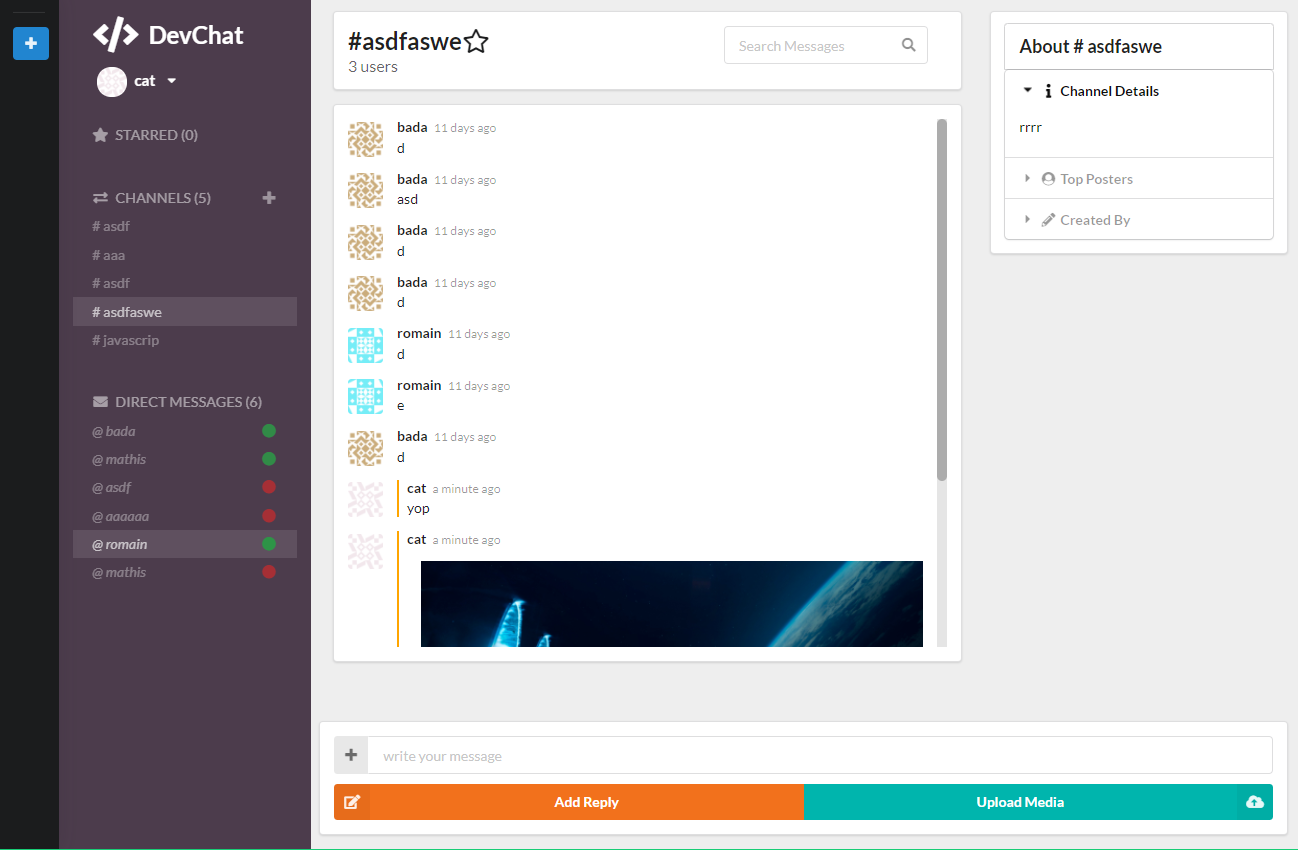 DevChat
cat
STARRED (0)
CHANNELS (5)
# asdf
# aaa
# asdf
# asdfaswe
# javascrip
DIRECT MESSAGES (6)
@ bada
@ mathis
@ asdf
@ aaaaaa
@ romain
@ mathis
#asdfaswe
3 users
Search Messages
bada 11 days ago
d
bada 11 days ago
asd
bada 11 days ago
d
bada 11 days ago
d
romain 11 days ago
d
romain 11 days ago
e
bada 11 days ago
d
cat a minute ago
yop
cat a minute ago
About # asdfaswe
Channel Details
rrrr
Top Posters
Created By
write your message
Add Reply
Upload Media